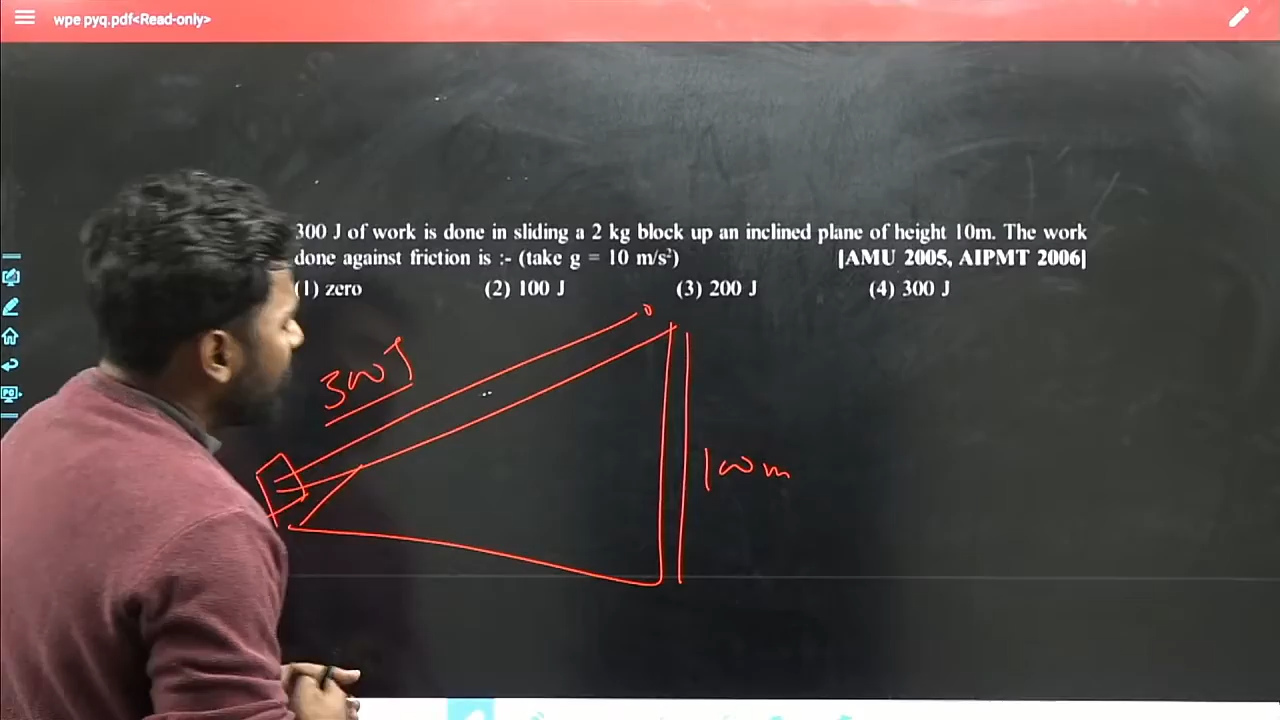 wpe pyq.pdf<Read-only>
300 J of work is done in sliding a 2 kg block up an inclined plane of height 10m. The work
done against friction is :- (take g = 10 m/s²) [AMU 2005, AIPMT 2006]
(1) zero (2) 100 J (3) 200 J (4) 300 J
300 J
100 m